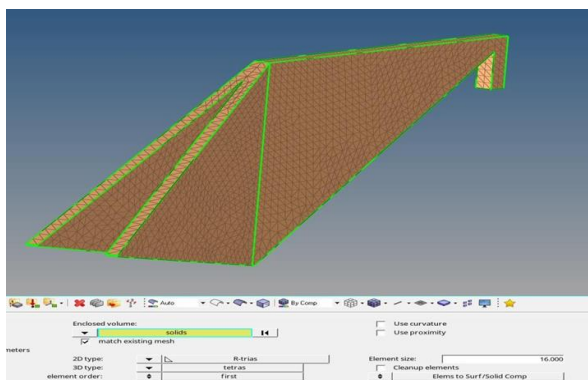 Auto By Comp
Enclosed volume: Use curvature
solids Use proximity
match existing mesh
meters
2D type: R-trias Element size: 16.000
3D type: tetras Cleanup elements
element order: first Elems to Surf/Solid Comp